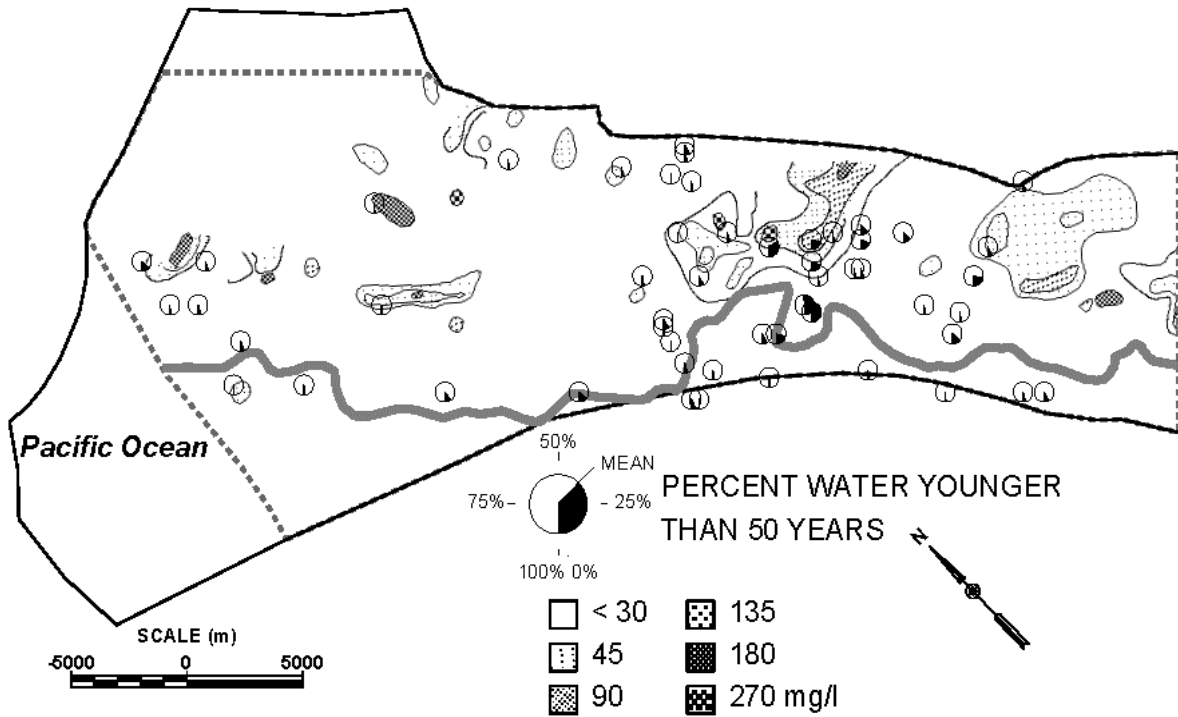 Pacific Ocean
50%
MEAN
75% 25%
100% 0%
PERCENT WATER YOUNGER
THAN 50 YEARS
N
SCALE (m)
-5000 0 5000
< 30 135
45 180
90 270 mg/l